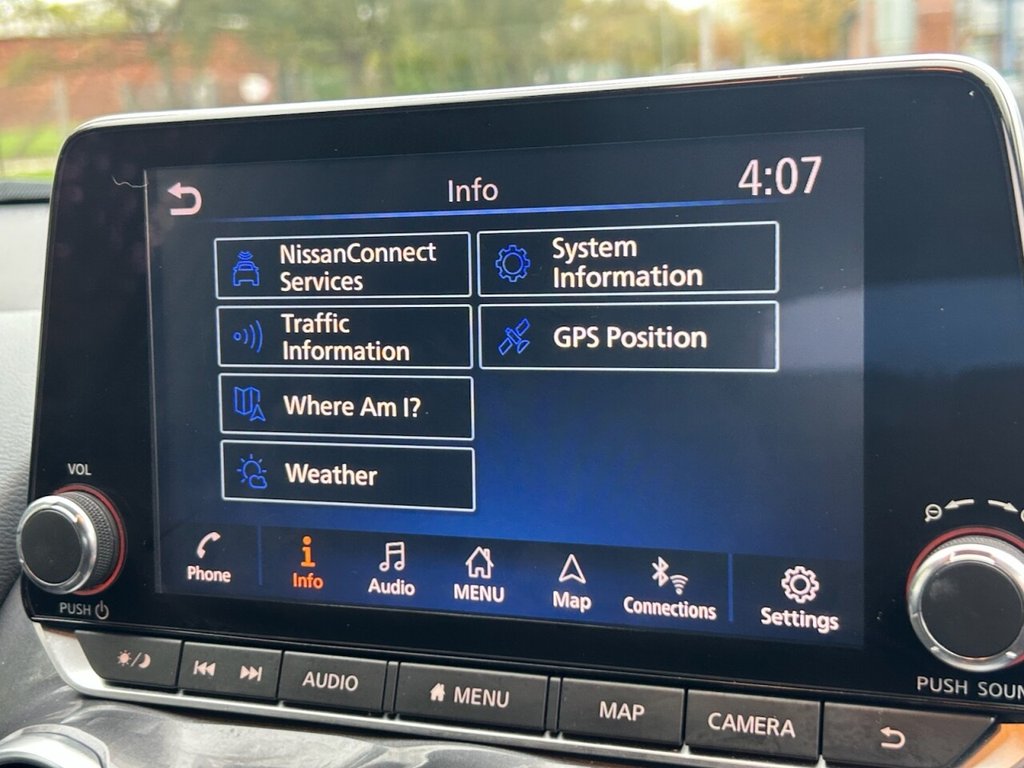 Info
4:07
NissanConnect
Services
System
Information
Traffic
Information
GPS Position
Where Am I?
Weather
VOL
Phone
Info
Audio
MENU
Map
Connections
Settings
PUSH
PUSH SOUN
AUDIO
MENU
MAP
CAMERA